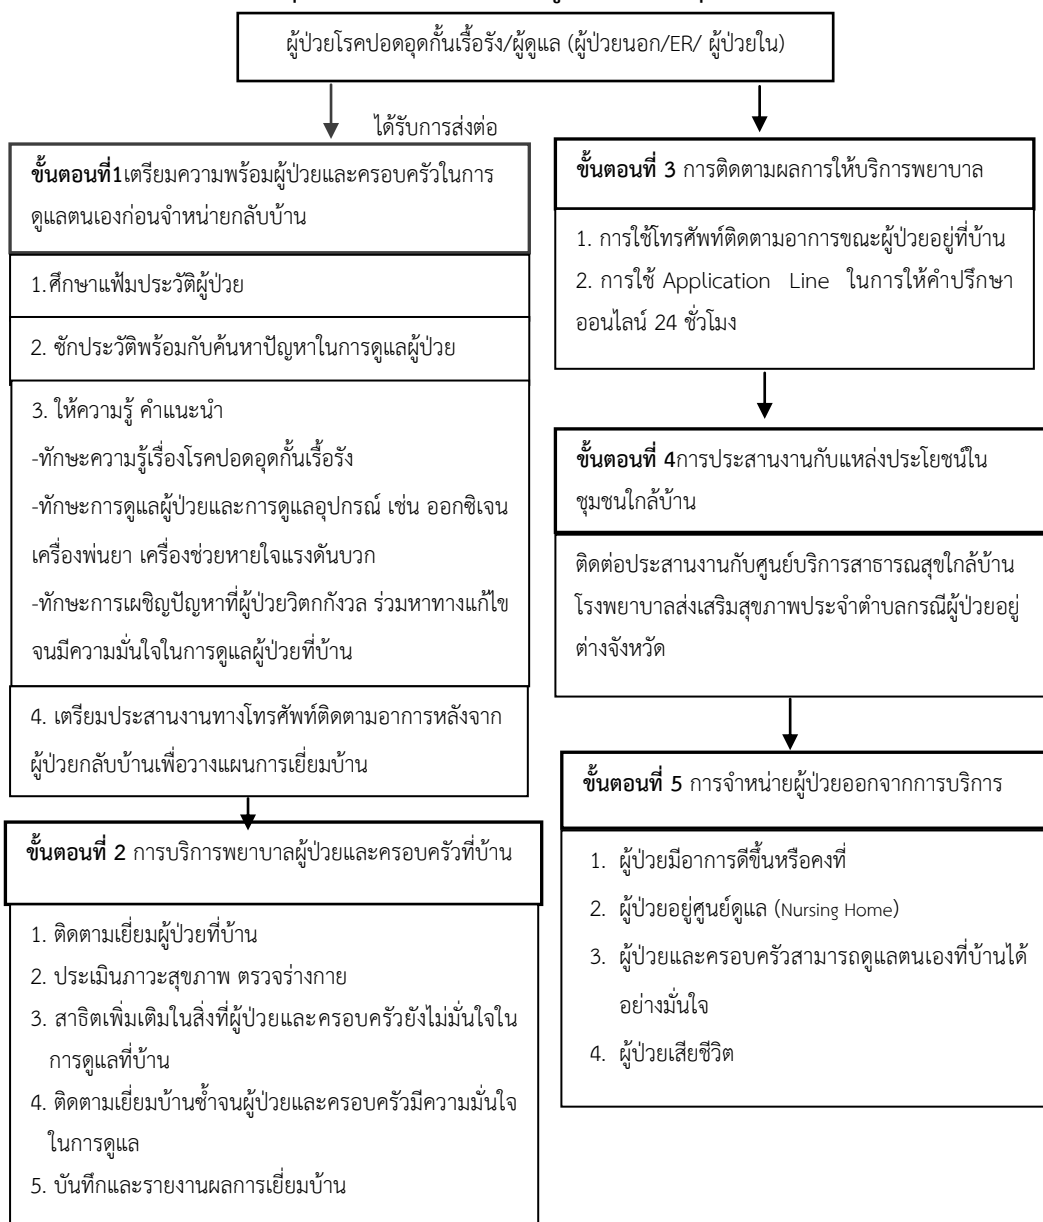 ผู้ป่วยโรคปอดอุดกั้นเรื้อรัง/ผู้ดูแล (ผู้ป่วยนอก/ER/ ผู้ป่วยใน)
ได้รับการส่งต่อ
ขั้นตอนที่1เตรียมความพร้อมผู้ป่วยและครอบครัวในการ
ดูแลตนเองก่อนจำหน่ายกลับบ้าน
1.ศึกษาแฟ้มประวัติผู้ป่วย
2. ซักประวัติพร้อมกับค้นหาปัญหาในการดูแลผู้ป่วย
3. ให้ความรู้ คำแนะนำ
-ทักษะความรู้เรื่องโรคปอดอุดกั้นเรื้อรัง
-ทักษะการดูแลผู้ป่วยและการดูแลอุปกรณ์ เช่น ออกซิเจน
เครื่องพ่นยา เครื่องช่วยหายใจแรงดันบวก
-ทักษะการเผชิญปัญหาที่ผู้ป่วยวิตกกังวล ร่วมหาทางแก้ไข
จนมีความมั่นใจในการดูแลผู้ป่วยที่บ้าน
4. เตรียมประสานงานทางโทรศัพท์ติดตามอาการหลังจาก
ผู้ป่วยกลับบ้านเพื่อวางแผนการเยี่ยมบ้าน
ขั้นตอนที่ 2 การบริการพยาบาลผู้ป่วยและครอบครัวที่บ้าน
1. ติดตามเยี่ยมผู้ป่วยที่บ้าน
2. ประเมินภาวะสุขภาพ ตรวจร่างกาย
3. สาธิตเพิ่มเติมในสิ่งที่ผู้ป่วยและครอบครัวยังไม่มั่นใจใน
การดูแลที่บ้าน
4. ติดตามเยี่ยมบ้านซ้ำจนผู้ป่วยและครอบครัวมีความมั่นใจ
ในการดูแล
5. บันทึกและรายงานผลการเยี่ยมบ้าน
ขั้นตอนที่ 3 การติดตามผลการให้บริการพยาบาล
1. การใช้โทรศัพท์ติดตามอาการขณะผู้ป่วยอยู่ที่บ้าน
2. การใช้ Application Line ในการให้คำปรึกษา
ออนไลน์ 24 ชั่วโมง
ขั้นตอนที่ 4การประสานงานกับแหล่งประโยชน์ใน
ชุมชนใกล้บ้าน
ติดต่อประสานงานกับศูนย์บริการสาธารณสุขใกล้บ้าน
โรงพยาบาลส่งเสริมสุขภาพประจำตำบลกรณีผู้ป่วยอยู่
ต่างจังหวัด
ขั้นตอนที่ 5 การจำหน่ายผู้ป่วยออกจากการบริการ
1. ผู้ป่วยมีอาการดีขึ้นหรือคงที่
2. ผู้ป่วยอยู่ศูนย์ดูแล (Nursing Home)
3. ผู้ป่วยและครอบครัวสามารถดูแลตนเองที่บ้านได้
อย่างมั่นใจ
4. ผู้ป่วยเสียชีวิต